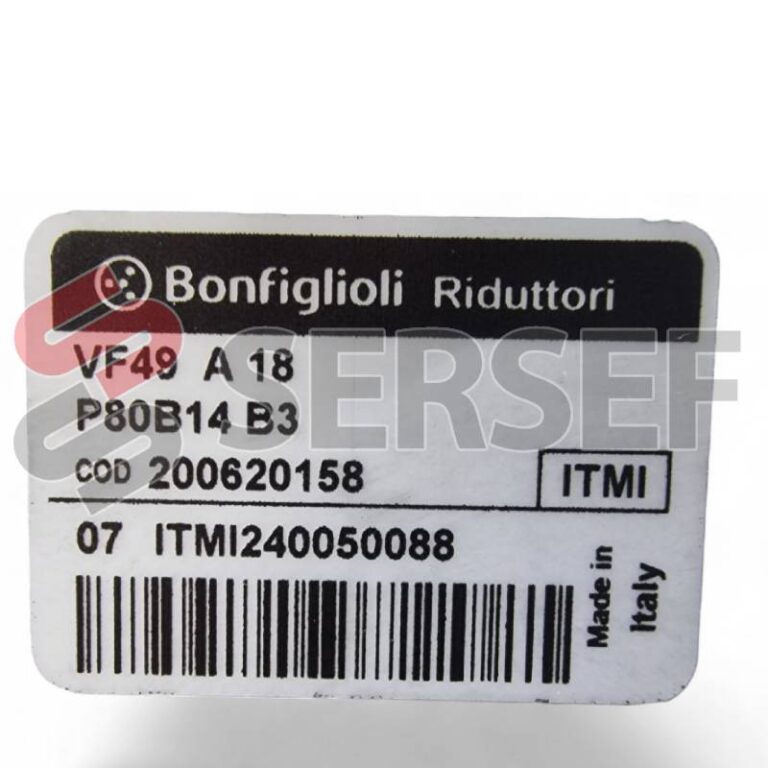 Bonfiglioli Riduttori
SERSEF
VF49 A 18
P80B14 B3
COD 200620158
ITMI
07 ITMI240050088
Made in
Italy